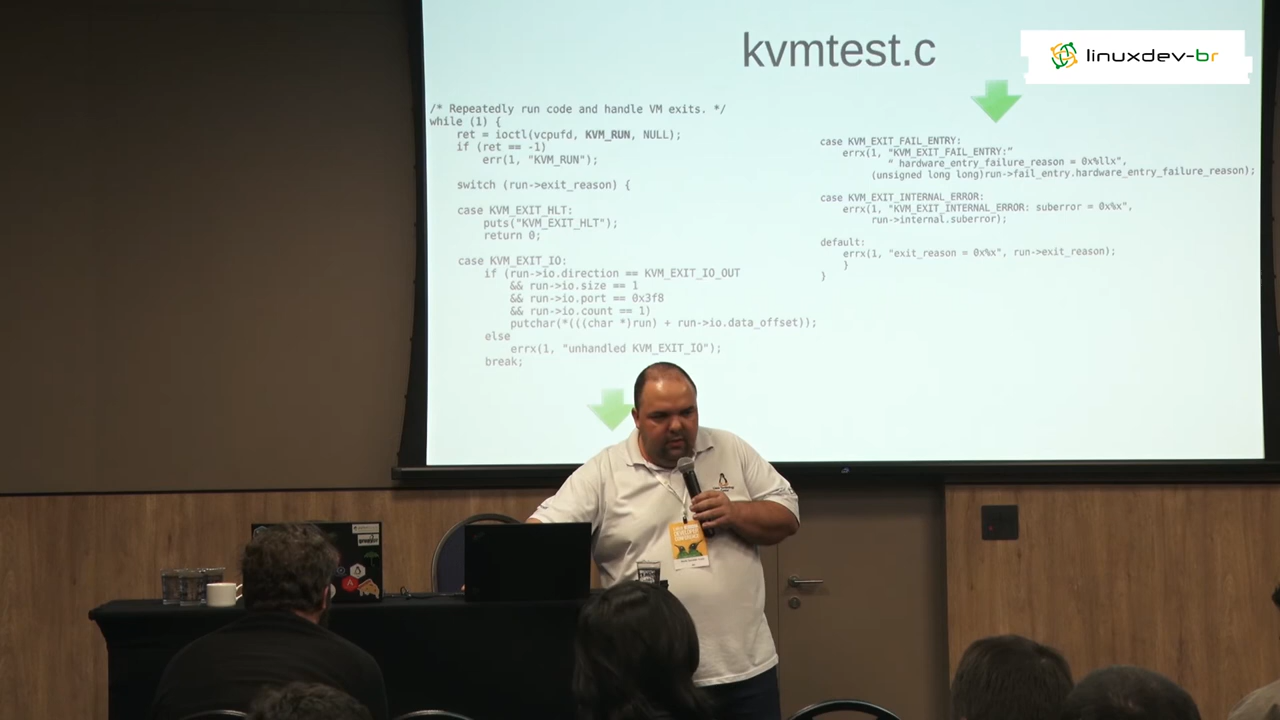 kvmtest.c
linuxdev-br
/* Repeatedly run code and handle VM exits. */
while (1) {
ret = ioctl(vcpufd, KVM_RUN, NULL);
if (ret == -1)
err(1, "KVM_RUN");
switch (run->exit_reason) {
case KVM_EXIT_HLT:
puts("KVM_EXIT_HLT");
return 0;
case KVM_EXIT_IO:
if (run->io.direction == KVM_EXIT_IO_OUT
&& run->io.size == 1
&& run->io.port == 0x3f8
&& run->io.count == 1)
putchar(*(((char *)run) + run->io.data_offset));
else
errx(1, "unhandled KVM_EXIT_IO");
break;
case KVM_EXIT_FAIL_ENTRY:
errx(1, "KVM_EXIT_FAIL_ENTRY:”
“ hardware_entry_failure_reason = 0x%llx",
(unsigned long long)run->fail_entry.hardware_entry_failure_reason);
case KVM_EXIT_INTERNAL_ERROR:
errx(1, "KVM_EXIT_INTERNAL_ERROR: suberror = 0x%x",
run->internal.suberror);
default:
errx(1, "exit_reason = 0x%x", run->exit_reason);
}
}